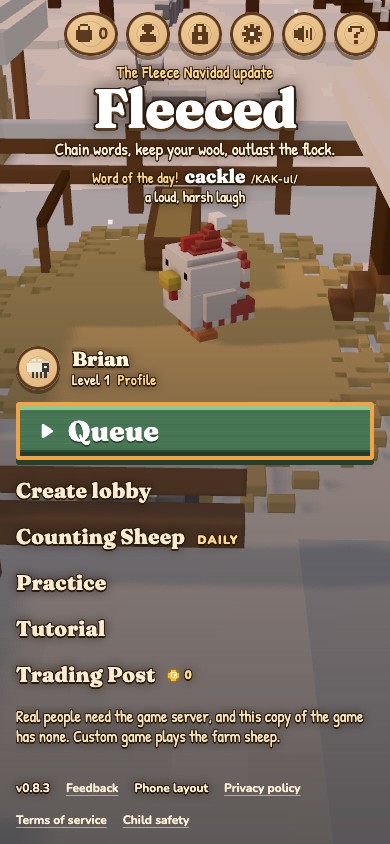 0
The Fleece Navidad update
Fleeced
Chain words, keep your wool, outlast the flock.
Word of the day! cackle /KAK-ul/
a loud, harsh laugh
Brian
Level 1 Profile
Queue
Create lobby
Counting Sheep DAILY
Practice
Tutorial
Trading Post 0
Real people need the game server, and this copy of the game
has none. Custom game plays the farm sheep.
v0.8.3 Feedback Phone layout Privacy policy
Terms of service Child safety